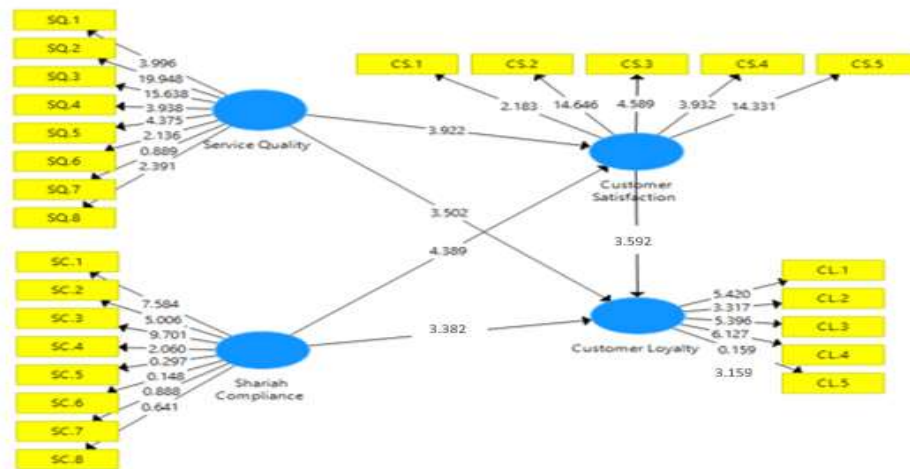 SQ.1
SQ.2
SQ.3
SQ.4
SQ.5
SQ.6
SQ.7
SQ.8
3.996
19.948
15.638
3.938
4.375
2.136
0.889
2.391
Service Quality
CS.1
CS.2
CS.3
CS.4
CS.5
2.183
14.646
4.589
3.932
14.331
3.922
Customer
Satisfaction
3.502
4.389
3.592
3.382
SC.1
SC.2
SC.3
SC.4
SC.5
SC.6
SC.7
SC.8
7.584
5.006
9.701
2.060
0.297
0.148
0.888
0.641
Shariah
Compliance
Customer Loyalty
5.420
3.317
5.396
6.127
0.159
3.159
CL.1
CL.2
CL.3
CL.4
CL.5